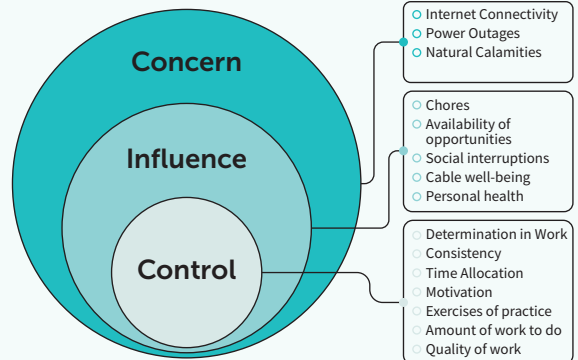 Concern
Influence
Control
Internet Connectivity
Power Outages
Natural Calamities
Chores
Availability of
opportunities
Social interruptions
Cable well-being
Personal health
Determination in Work
Consistency
Time Allocation
Motivation
Exercises of practice
Amount of work to do
Quality of work